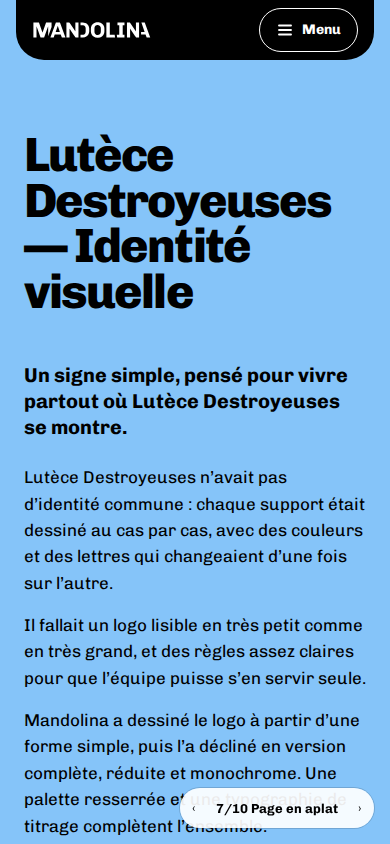 MANDOLINA
Menu
Lutèce
Destroyeuses
— Identité
visuelle
Un signe simple, pensé pour vivre
partout où Lutèce Destroyeuses
se montre.
Lutèce Destroyeuses n’avait pas
d’identité commune : chaque support était
dessiné au cas par cas, avec des couleurs
et des lettres qui changeaient d’une fois
sur l’autre.
Il fallait un logo lisible en très petit comme
en très grand, et des règles assez claires
pour que l’équipe puisse s’en servir seule.
Mandolina a dessiné le logo à partir d’une
forme simple, puis l’a décliné en version
complète, réduite et monochrome. Une
palette resserrée et une typographie de
titrage complètent l’ensemble.
‹ 7/10 Page en aplat ›